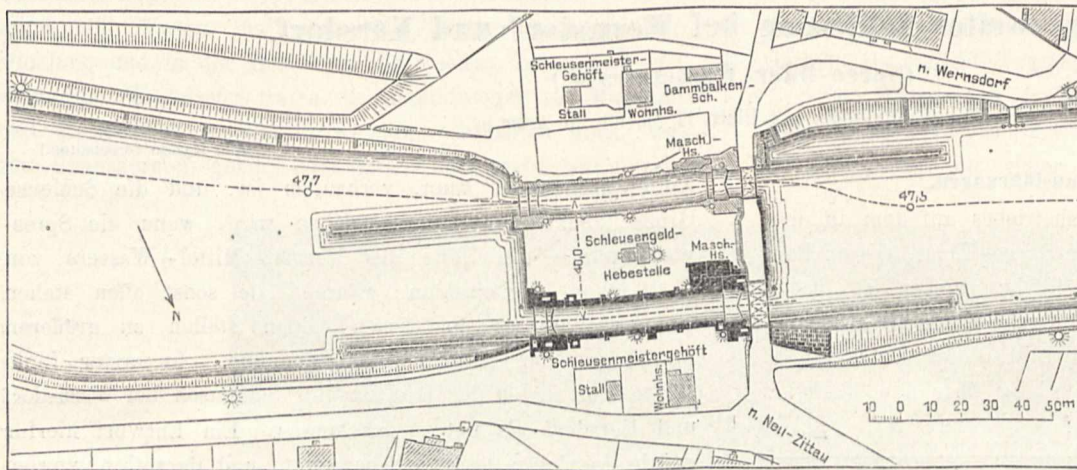 n. Wernsdorf
Schleusenmeister-
Gehöft
Dammbalken-
Sch.
Stall
Wohnhs.
Masch.-
Hs.
47,7
47,5
40,0
Schleusengeld-
Hebestelle
Masch.-
Hs.
Schleusenmeistergehöft
Stall
Wohnhs.
n. Neu-Zittau
10 0 10 20 30 40 50m